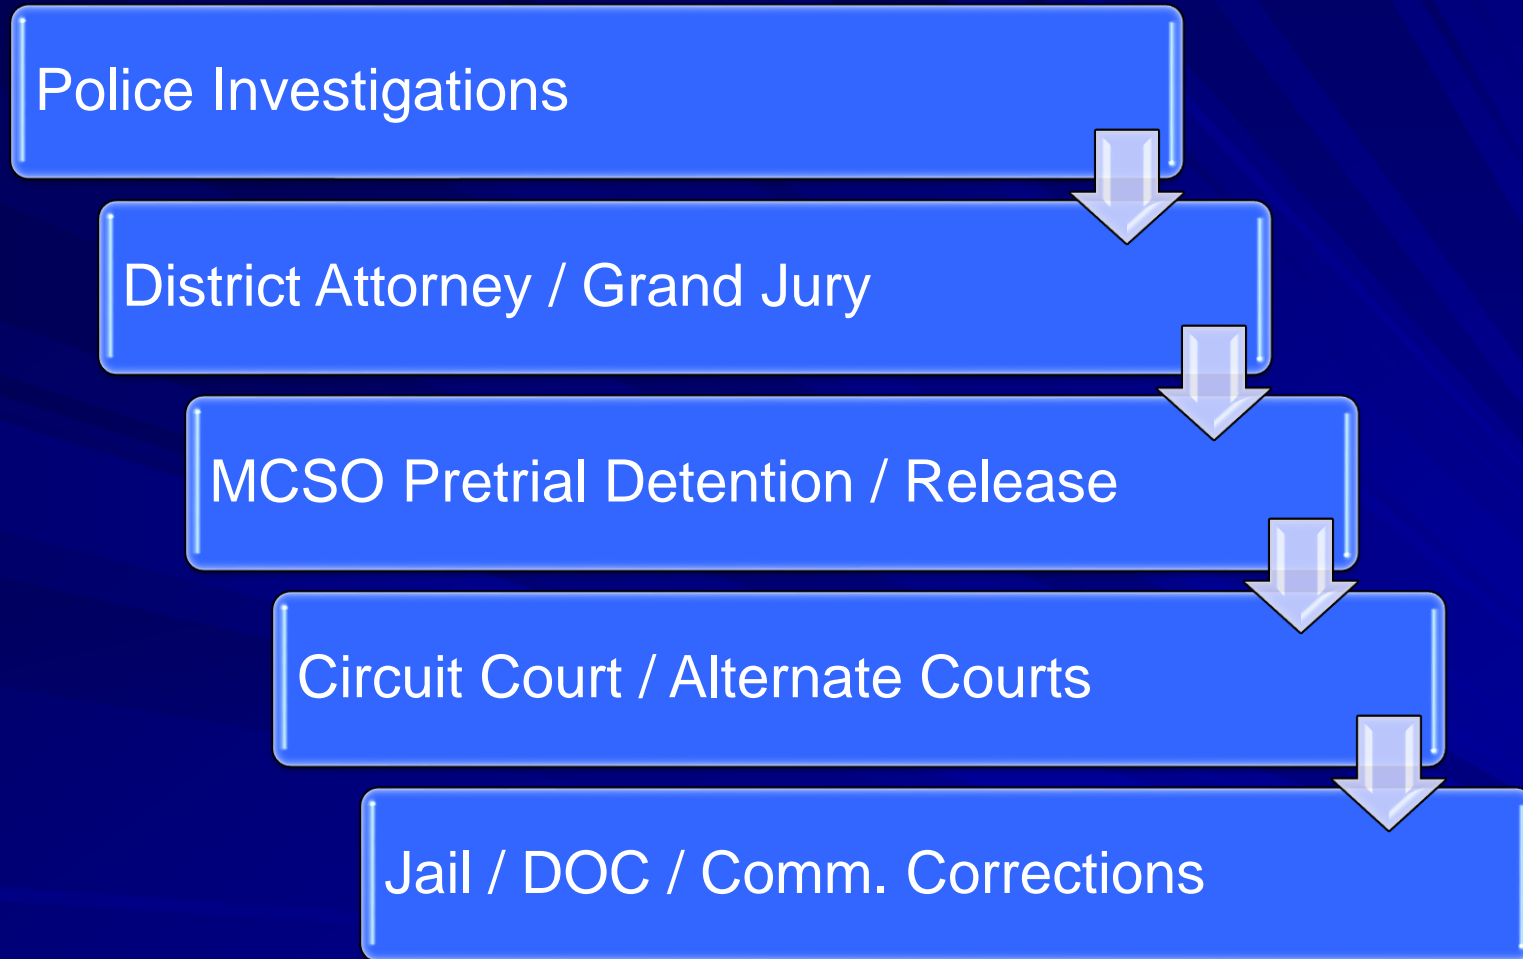 Police Investigations
District Attorney / Grand Jury
MCSO Pretrial Detention / Release
Circuit Court / Alternate Courts
Jail / DOC / Comm. Corrections